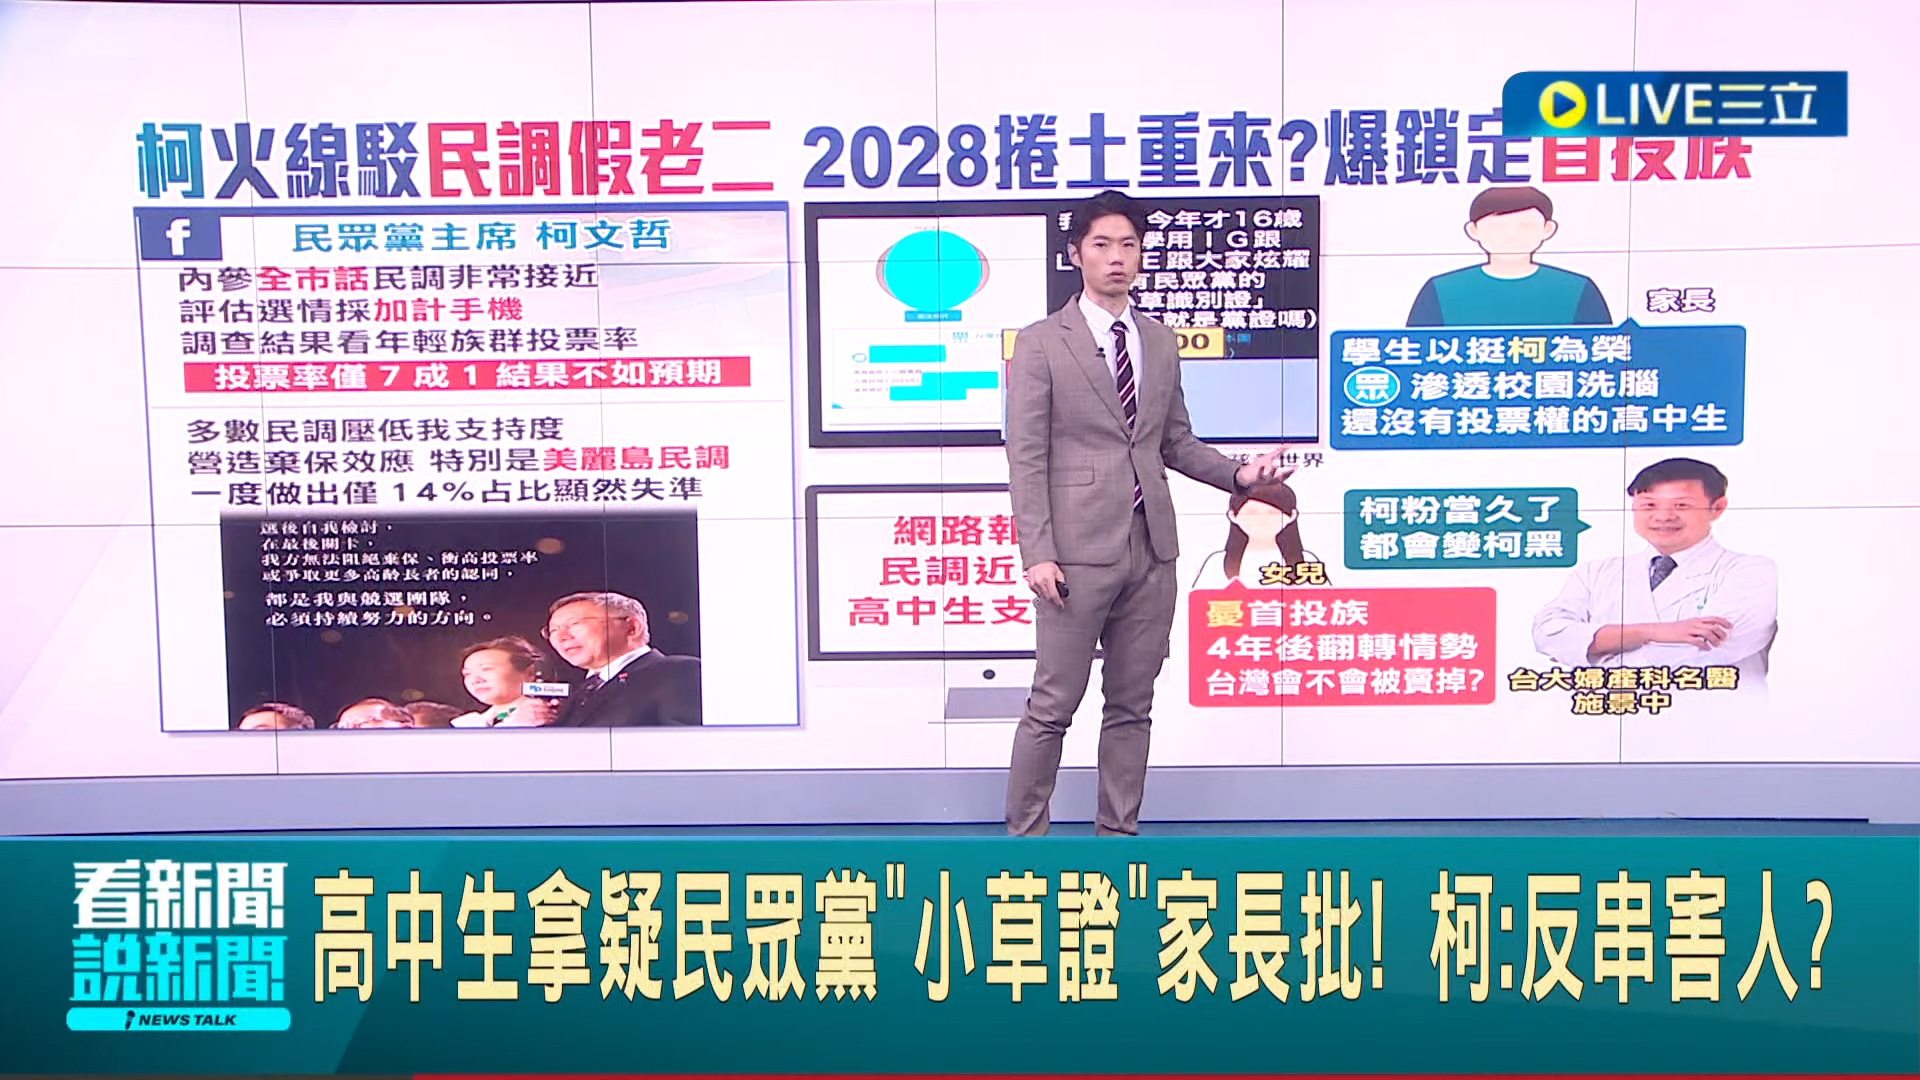 LIVE三立
柯火線駁民調假老二 2028捲土重來?爆鎖定首投族
f
民眾黨主席 柯文哲
內參全市話民調非常接近
評估選情採加計手機
調查結果看年輕族群投票率
投票率僅7成1結果不如預期
多數民調壓低我支持度
營造棄保效應 特別是美麗島民調
一度做出僅14%占比顯然失準
選後自我檢討，
在最後關卡，
我方無法阻絕棄保、衝高投票率
或爭取更多高齡長者的認同，
都是我與競選團隊，
必須持續努力的方向。
今年才16歲
學用IG跟
跟大家炫耀
有民眾黨的
草識別證」
就是黨證嗎)
00
家長
學生以挺柯為榮
眾 滲透校園洗腦
還沒有投票權的高中生
世界
網路報
民調近
高中生支
女兒
憂首投族
4年後翻轉情勢
台灣會不會被賣掉?
柯粉當久了
都會變柯黑
台大婦產科名醫
施景中
看新聞
說新聞
NEWS TALK
高中生拿疑民眾黨"小草證"家長批! 柯:反串害人?